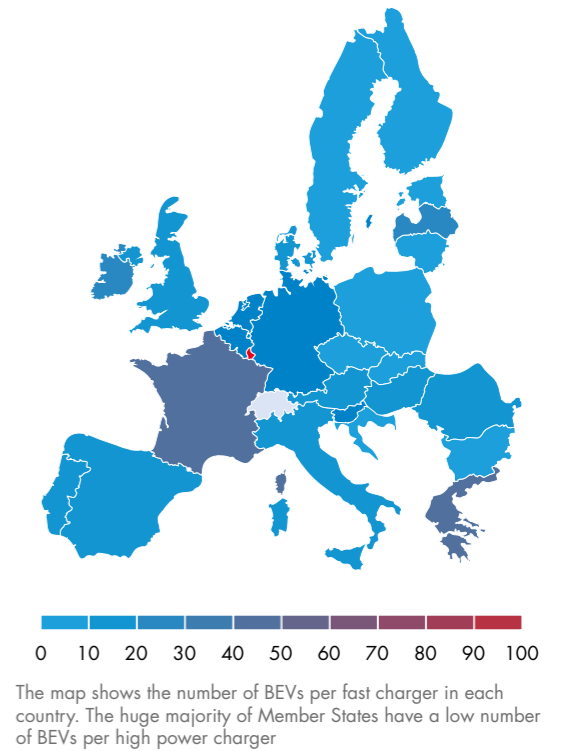 0 10 20 30 40 50 60 70 80 90 100
The map shows the number of BEVs per fast charger in each
country. The huge majority of Member States have a low number
of BEVs per high power charger